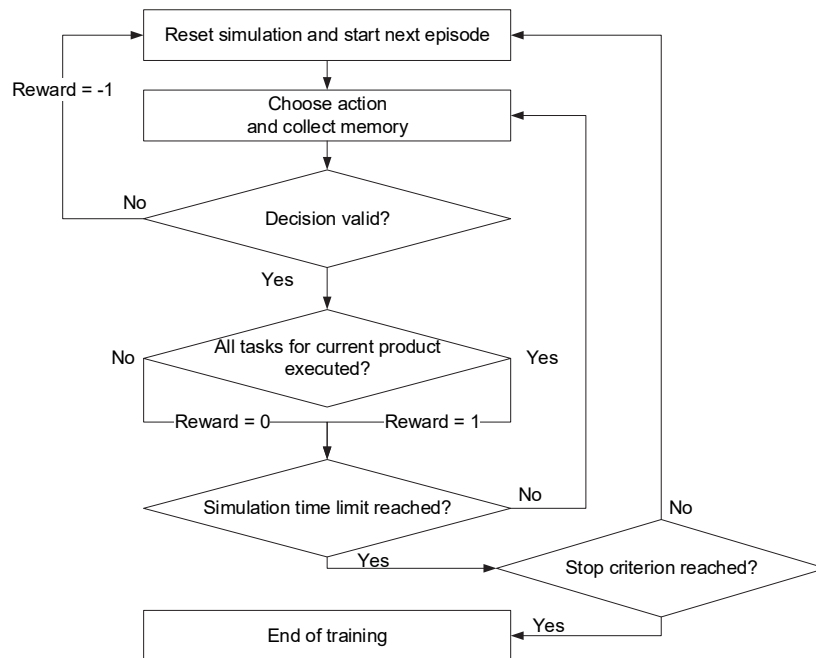 Reset simulation and start next episode
Reward = -1
Choose action
and collect memory
No
Decision valid?
Yes
No
All tasks for current product
executed?
Yes
Reward = 0
Reward = 1
Simulation time limit reached?
No
No
Yes
Stop criterion reached?
End of training
Yes